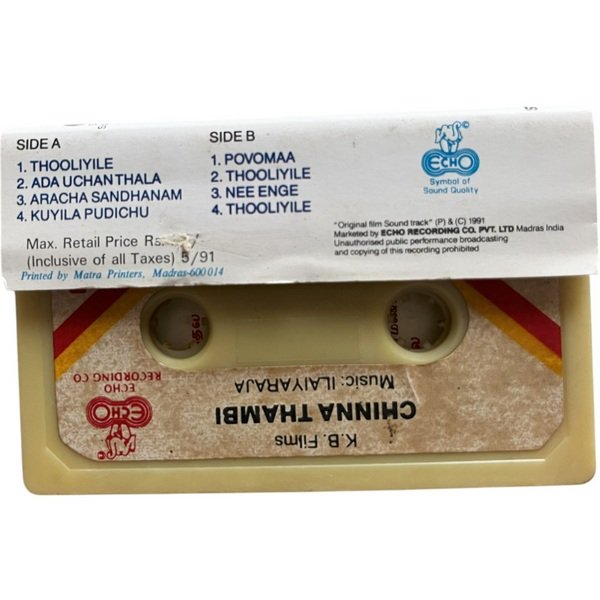 SIDE A
1. THOOLIYILE
2. ADA UCHANTHALA
3. ARACHA SANDHANAM
4. KUYILA PUDICHU
SIDE B
1. POVOMAA
2. THOOLIYILE
3. NEE ENGE
4. THOOLIYILE
ECHO
Symbol of
Sound Quality
Max. Retail Price Rs.
(Inclusive of all Taxes) 5/91
Printed by Matra Printers, Madras-600 014
"Original film Sound track" (P) & (C) 1991
Marketed by ECHO RECORDING CO. PVT. LTD Madras India
Unauthorised public performance broadcasting
and copying of this recording prohibited
K.B. Films
CHINNA THAMBI
Music: ILAIYARAJA
ECHO
ECHO
RECORDING CO